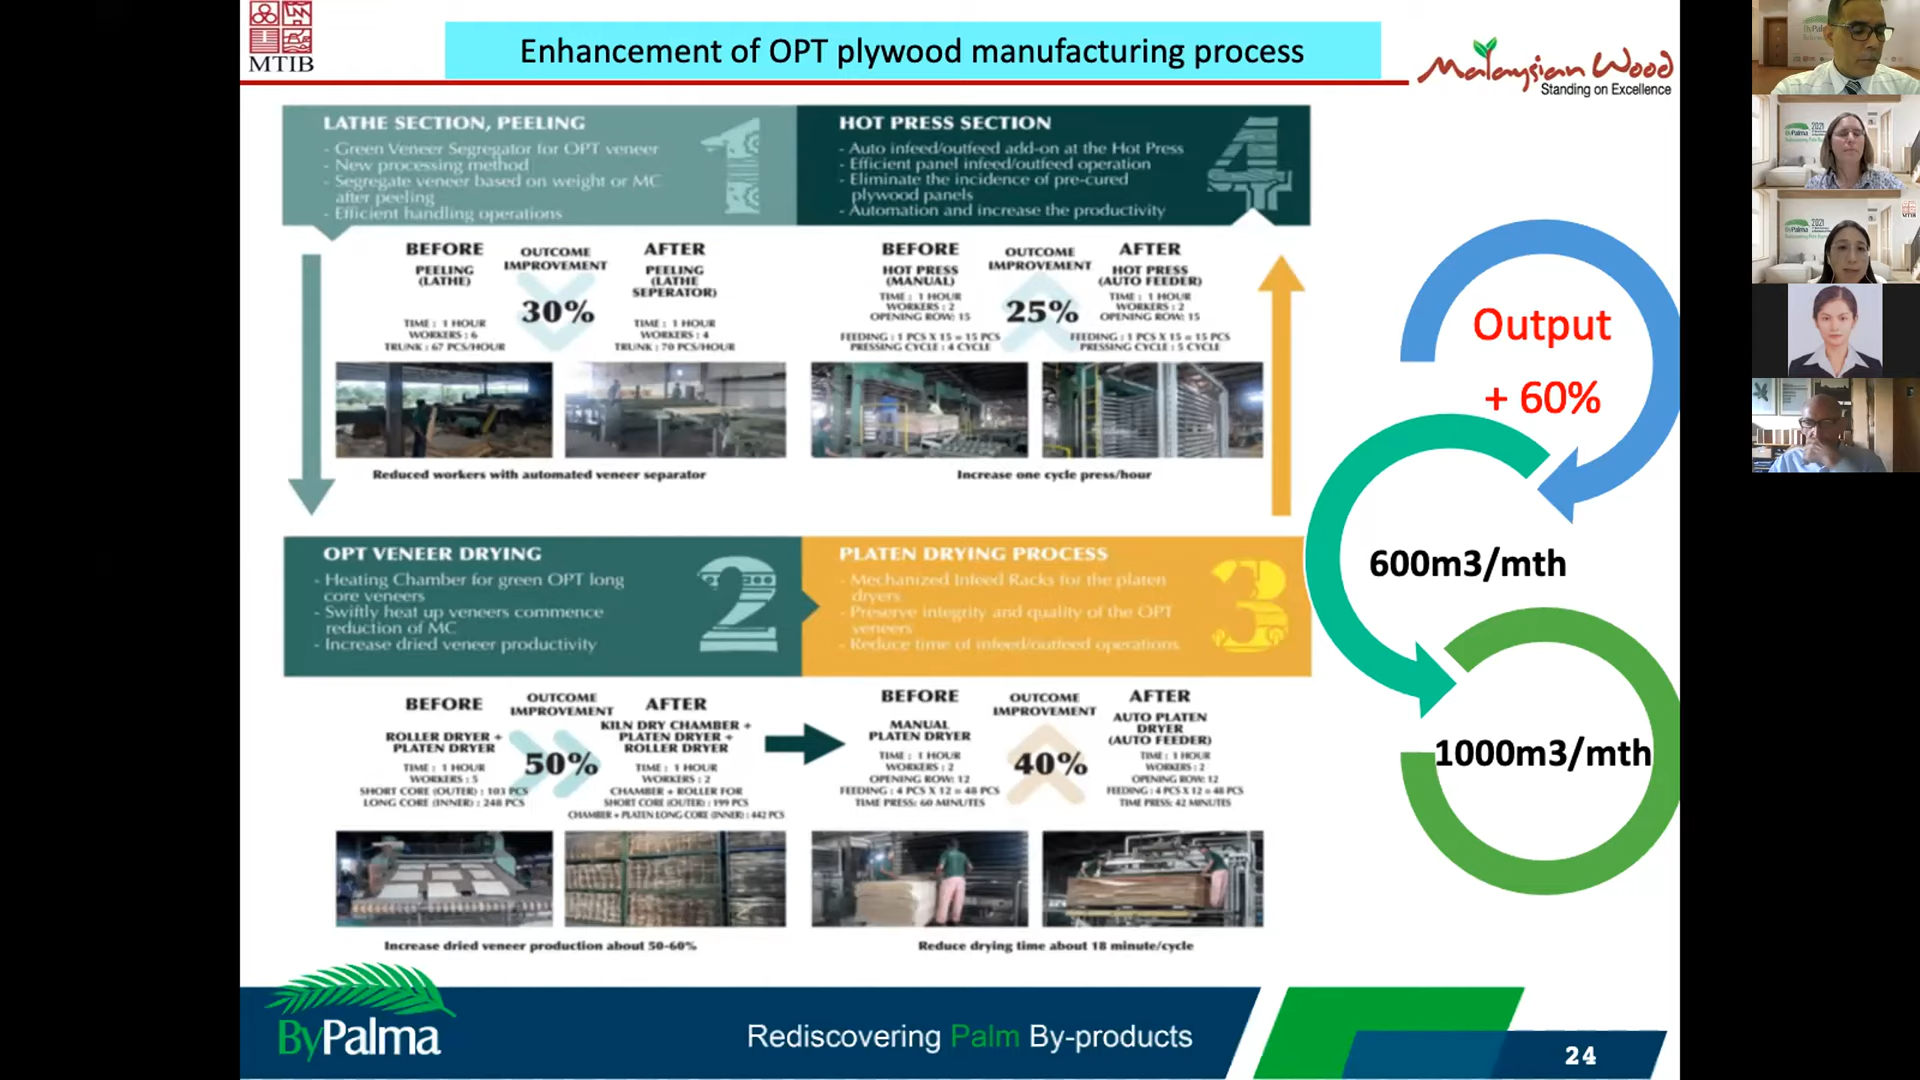 MTIB
Enhancement of OPT plywood manufacturing process
Malaysian Wood
Standing on Excellence
LATHE SECTION, PEELING
- Green Veneer Segregator for OPT veneer
- New processing method
- Segregate veneer based on weight or MC
after peeling
- Efficient handling operations
1
HOT PRESS SECTION
- Auto infeed/outfeed add-on at the Hot Press
- Efficient panel infeed/outfeed operation
- Eliminate the incidence of pre-cured
plywood panels
- Automation and increase the productivity
4
BEFORE
PEELING
(LATHE)
TIME : 1 HOUR
WORKERS : 6
TRUNK : 67 PCS/HOUR
OUTCOME
IMPROVEMENT
30%
AFTER
PEELING
(LATHE
SEPERATOR)
TIME : 1 HOUR
WORKERS : 4
TRUNK : 70 PCS/HOUR
Reduced workers with automated veneer separator
BEFORE
HOT PRESS
(MANUAL)
TIME : 1 HOUR
WORKERS : 2
OPENING ROW: 15
FEEDING : 1 PCS X 15 = 15 PCS
PRESSING CYCLE : 4 CYCLE
OUTCOME
IMPROVEMENT
25%
AFTER
HOT PRESS
(AUTO FEEDER)
TIME : 1 HOUR
WORKERS : 2
OPENING ROW: 15
FEEDING : 1 PCS X 15 = 15 PCS
PRESSING CYCLE : 5 CYCLE
Increase one cycle press/hour
OPT VENEER DRYING
- Heating Chamber for green OPT long
core veneers
- Swiftly heat up veneers commence
reduction of MC
- Increase dried veneer productivity
2
PLATEN DRYING PROCESS
- Mechanized Infeed Racks for the platen
dryers
- Preserve integrity and quality of the OPT
veneers
- Reduce time of infeed/outfeed operations
3
BEFORE
ROLLER DRYER +
PLATEN DRYER
TIME : 1 HOUR
WORKERS : 5
SHORT CORE (OUTER) : 103 PCS
LONG CORE (INNER) : 248 PCS
OUTCOME
IMPROVEMENT
50%
AFTER
KILN DRY CHAMBER +
PLATEN DRYER +
ROLLER DRYER
TIME : 1 HOUR
WORKERS : 2
CHAMBER + ROLLER FOR
SHORT CORE (OUTER) : 199 PCS
CHAMBER + PLATEN LONG CORE (INNER) : 442 PCS
Increase dried veneer production about 50-60%
BEFORE
MANUAL
PLATEN DRYER
TIME : 1 HOUR
WORKERS : 2
OPENING ROW: 12
FEEDING : 4 PCS X 12 = 48 PCS
TIME PRESS: 60 MINUTES
OUTCOME
IMPROVEMENT
40%
AFTER
AUTO PLATEN
DRYER
(AUTO FEEDER)
TIME : 1 HOUR
WORKERS : 2
OPENING ROW: 12
FEEDING : 4 PCS X 12 = 48 PCS
TIME PRESS: 42 MINUTES
Reduce drying time about 18 minute/cycle
Output
+ 60%
600m3/mth
1000m3/mth
ByPalma
Rediscovering Palm By-products
24
ByPalma 2021